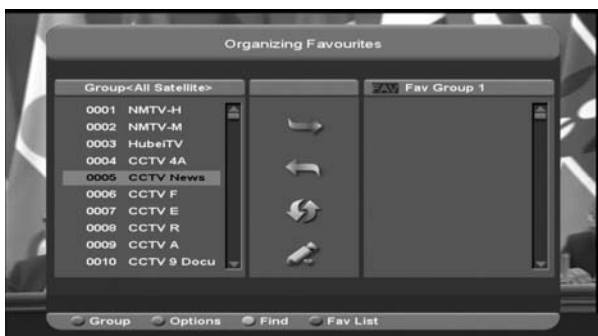 Organizing Favourites
Group<All Satellite>
FAV Fav Group 1
0001 NMTV-H
0002 NMTV-M
0003 HubeiTV
0004 CCTV 4A
0005 CCTV News
0006 CCTV F
0007 CCTV E
0008 CCTV R
0009 CCTV A
0010 CCTV 9 Docu
Group Options Find Fav List